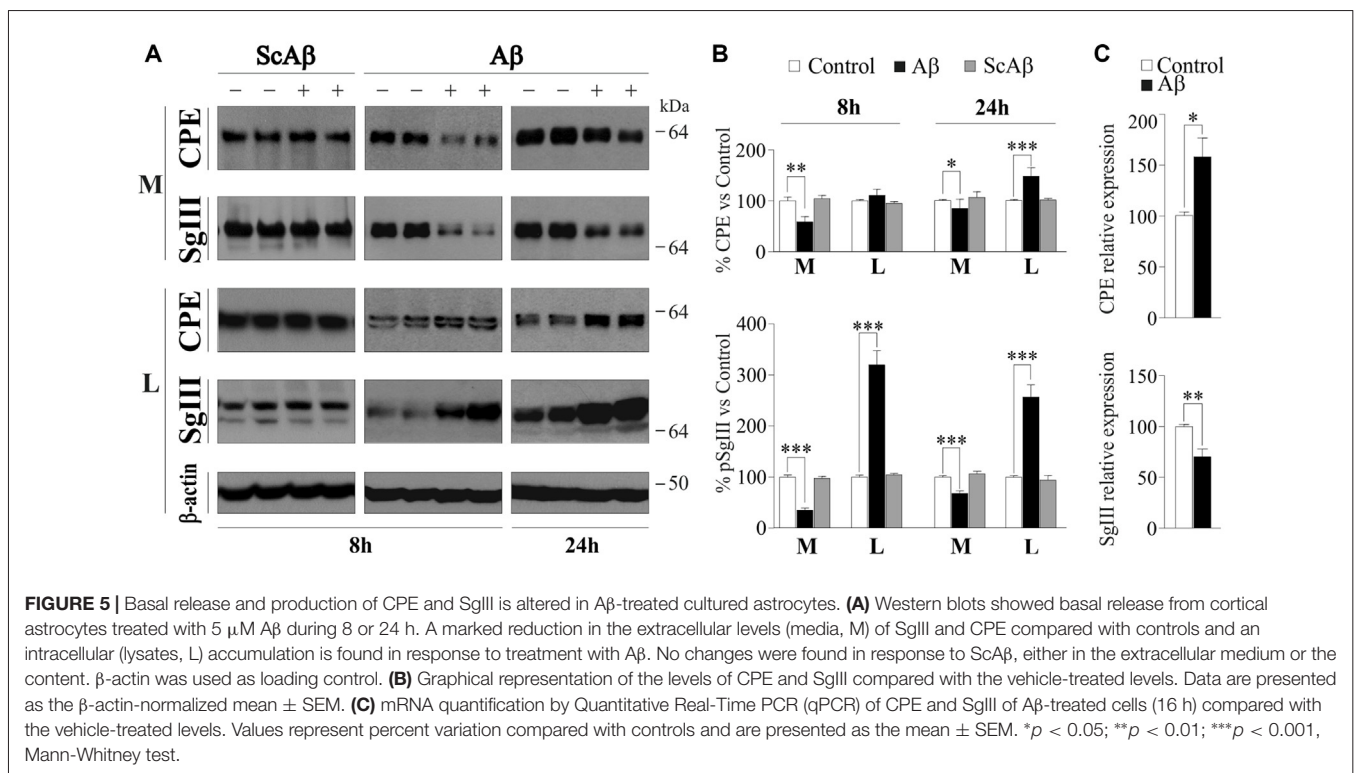 A
ScAβ
Aβ
− − + +
− − + +
− − + +
kDa
M
CPE
−64
SgIII
−64
L
CPE
−64
SgIII
−64
β-actin
−50
8h
24h
B
Control
Aβ
ScAβ
8h
24h
% CPE vs Control
200
100
0
**
*
***
M
L
M
L
% pSgIII vs Control
400
300
200
100
0
***
***
***
***
M
L
M
L
C
Control
Aβ
CPE relative expression
200
150
100
50
0
*
SgIII relative expression
150
100
50
0
**
FIGURE 5 | Basal release and production of CPE and SgIII is altered in Aβ-treated cultured astrocytes. (A) Western blots showed basal release from cortical
astrocytes treated with 5 μM Aβ during 8 or 24 h. A marked reduction in the extracellular levels (media, M) of SgIII and CPE compared with controls and an
intracellular (lysates, L) accumulation is found in response to treatment with Aβ. No changes were found in response to ScAβ, either in the extracellular medium or the
content. β-actin was used as loading control. (B) Graphical representation of the levels of CPE and SgIII compared with the vehicle-treated levels. Data are presented
as the β-actin-normalized mean ± SEM. (C) mRNA quantification by Quantitative Real-Time PCR (qPCR) of CPE and SgIII of Aβ-treated cells (16 h) compared with
the vehicle-treated levels. Values represent percent variation compared with controls and are presented as the mean ± SEM. *p < 0.05; **p < 0.01; ***p < 0.001,
Mann-Whitney test.